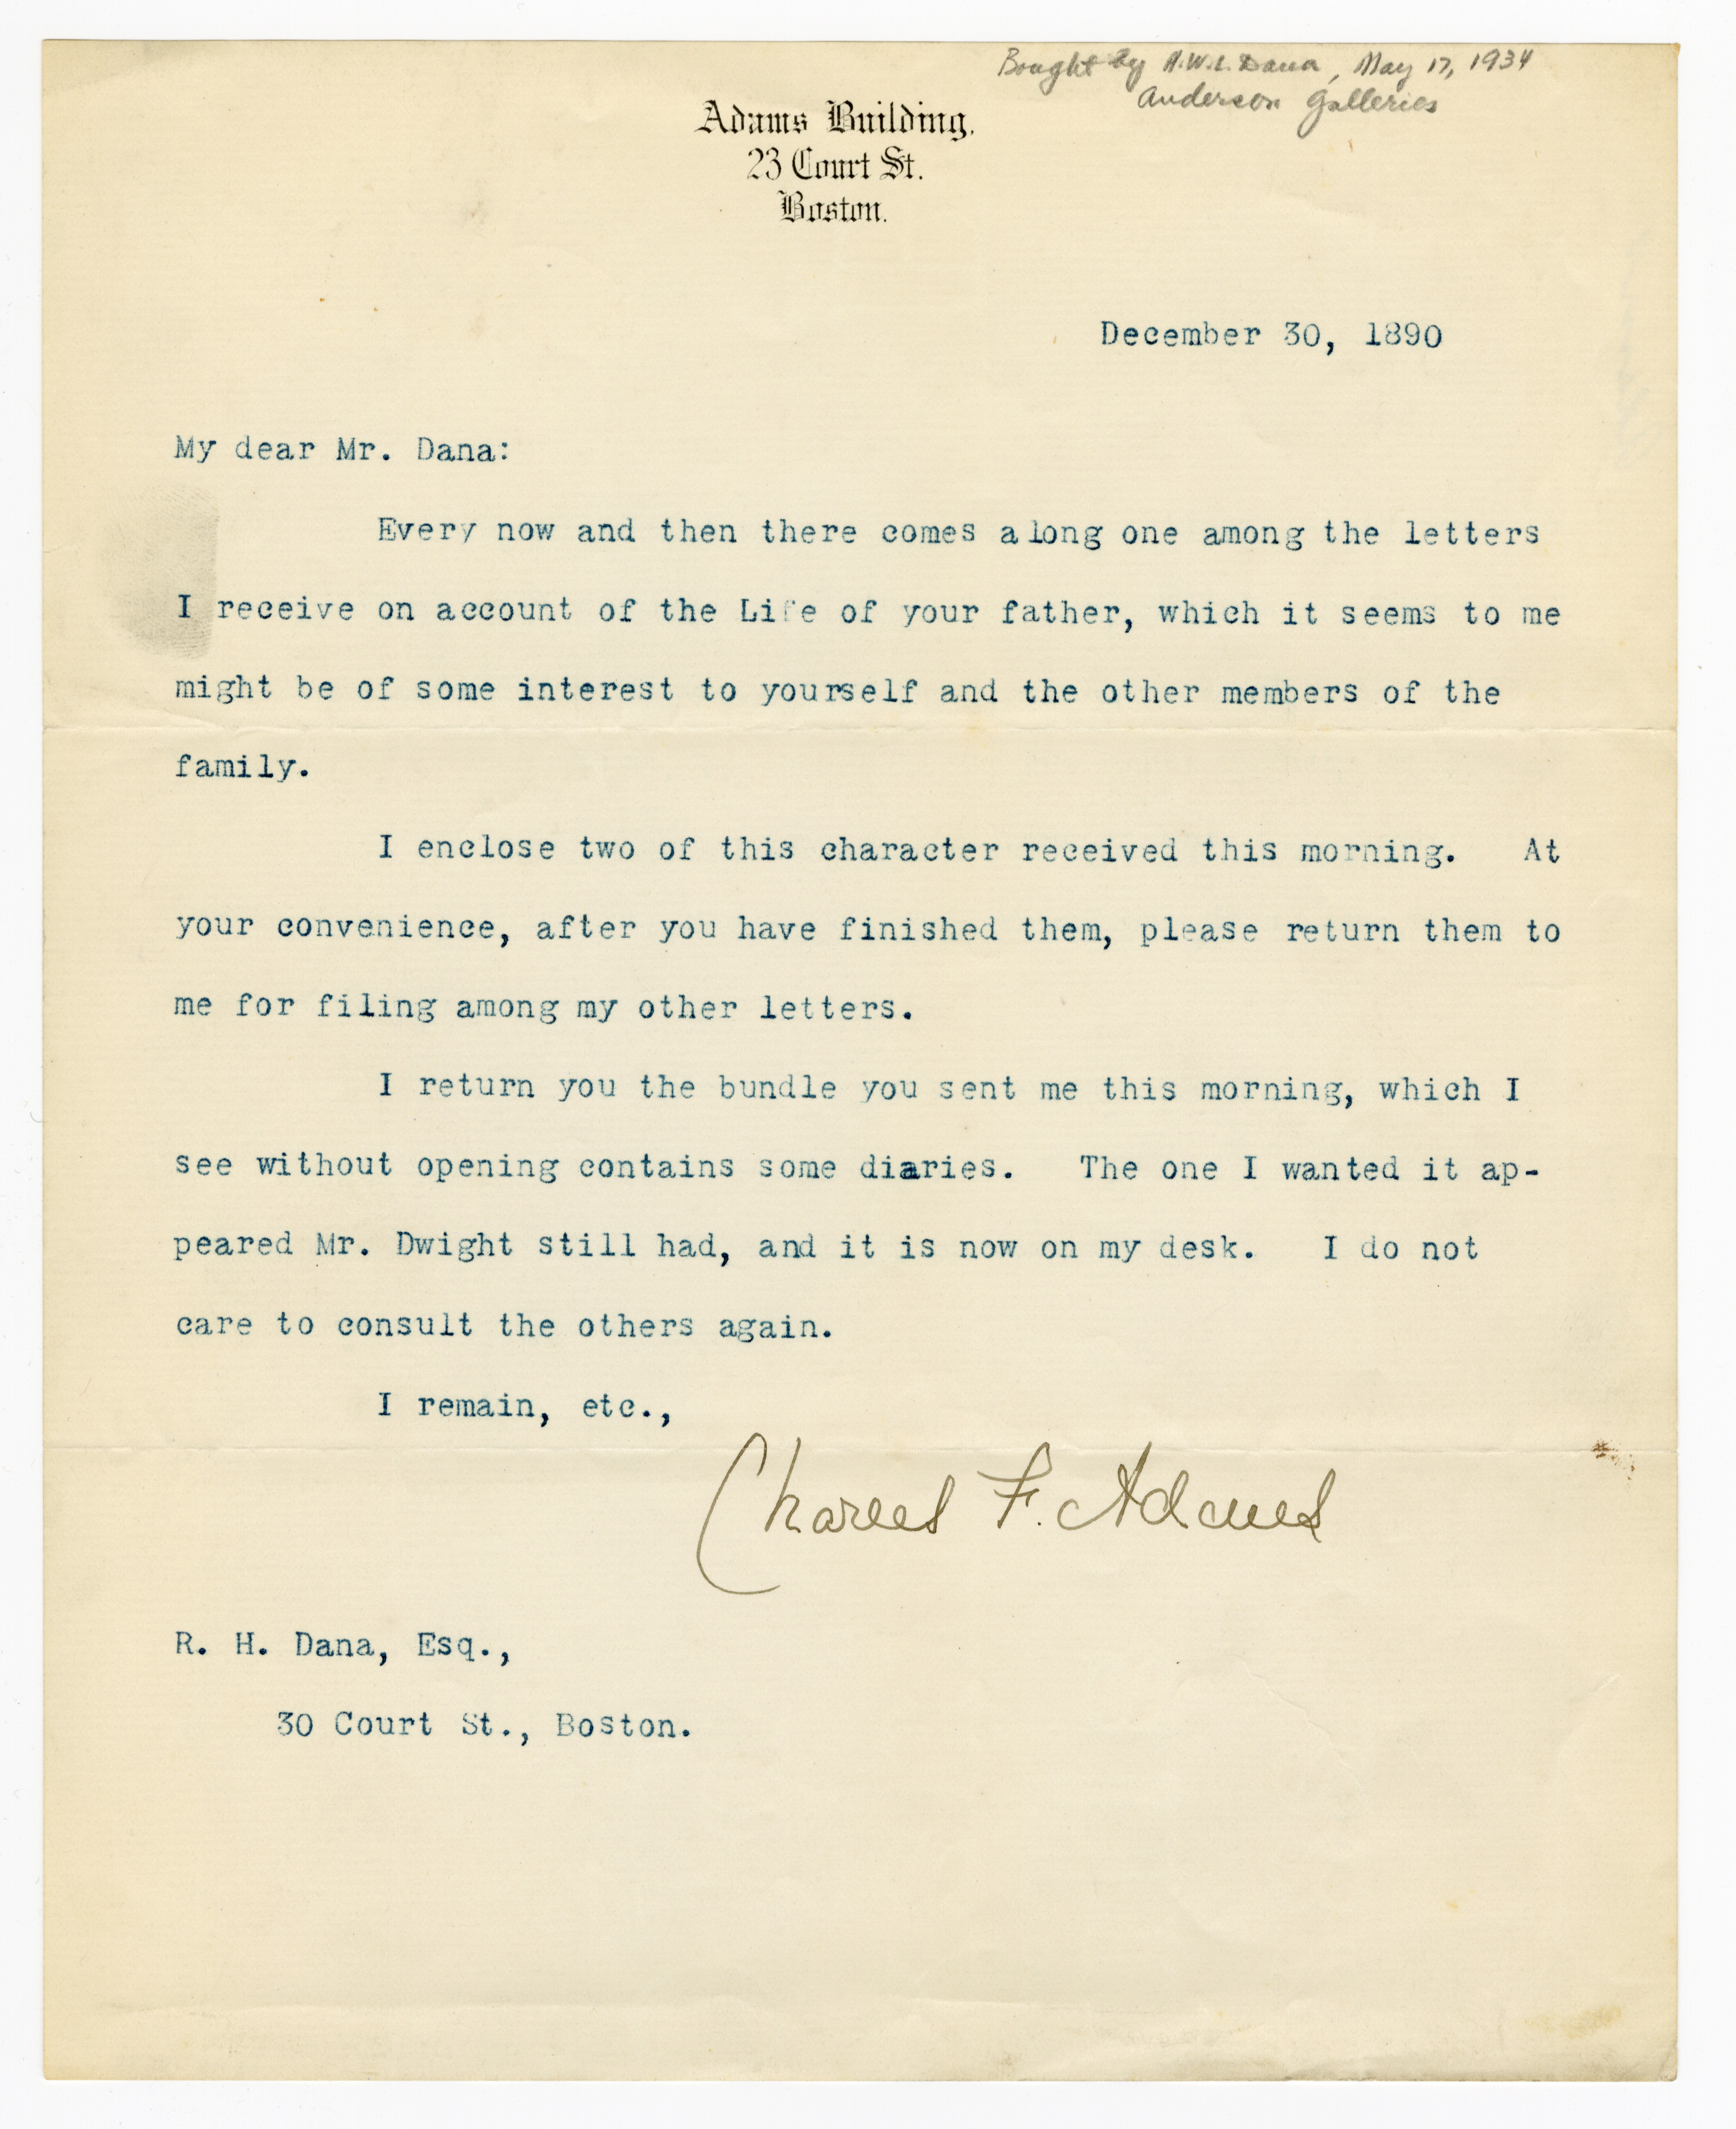 Bought by H.W.L. Dana, May 17, 1934
Anderson Galleries
Adams Building,
23 Court St.
Boston.
December 30, 1890
My dear Mr. Dana:
Every now and then there comes along one among the letters
I receive on account of the Life of your father, which it seems to me
might be of some interest to yourself and the other members of the
family.
I enclose two of this character received this morning. At
your convenience, after you have finished them, please return them to
me for filing among my other letters.
I return you the bundle you sent me this morning, which I
see without opening contains some diaries. The one I wanted it ap-
peared Mr. Dwight still had, and it is now on my desk. I do not
care to consult the others again.
I remain, etc.,
Charles F. Adams
R. H. Dana, Esq.,
30 Court St., Boston.